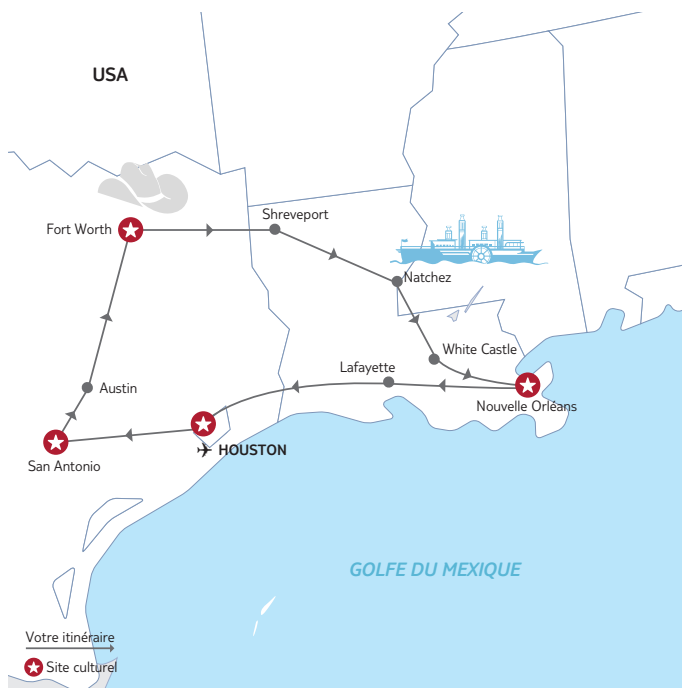 USA
Shreveport
Fort Worth
Natchez
White Castle
Lafayette
Austin
Nouvelle Orléans
HOUSTON
San Antonio
GOLFE DU MEXIQUE
Votre itinéraire
Site culturel